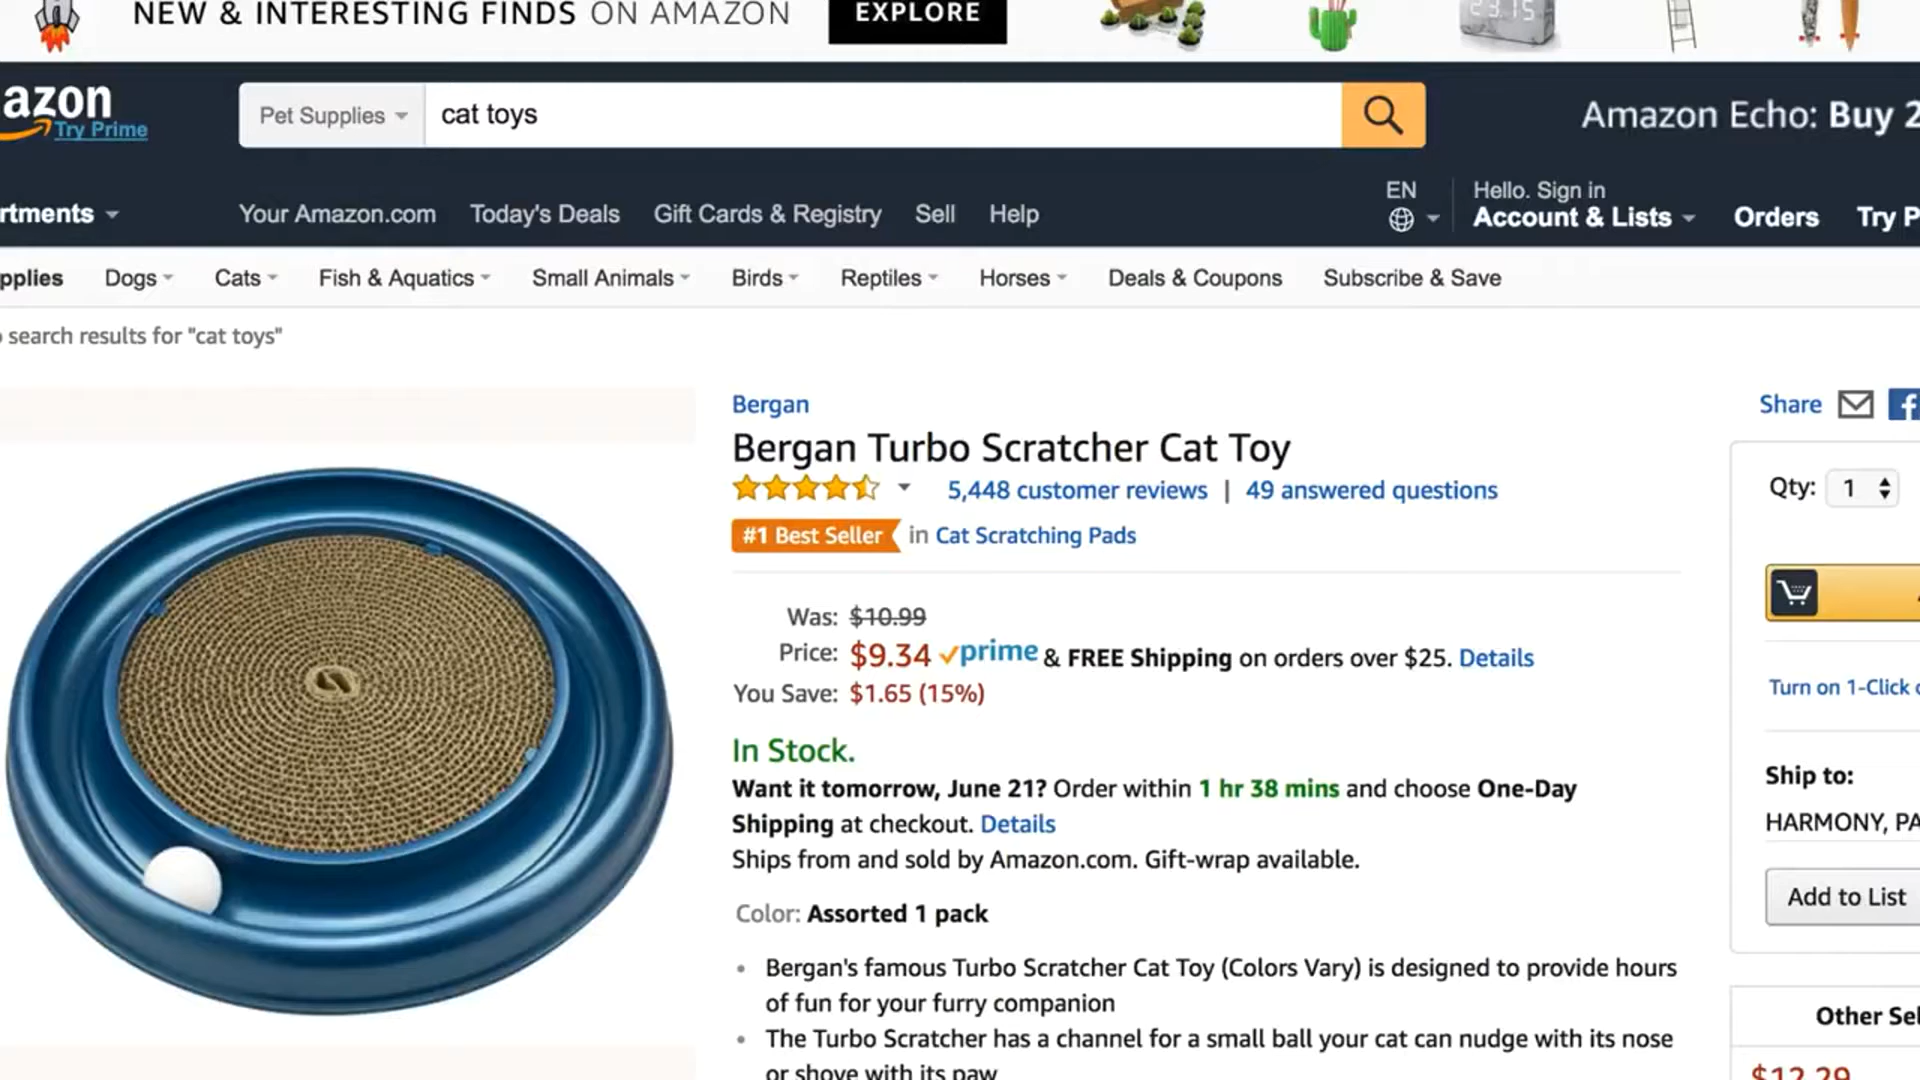 NEW & INTERESTING FINDS ON AMAZON EXPLORE
23:15
azon
Try Prime
Pet Supplies cat toys
Amazon Echo: Buy 2
rtments Your Amazon.com Today's Deals Gift Cards & Registry Sell Help
EN
Hello. Sign in
Account & Lists Orders Try P
pplies Dogs Cats Fish & Aquatics Small Animals Birds Reptiles Horses Deals & Coupons Subscribe & Save
search results for "cat toys"
Bergan
Bergan Turbo Scratcher Cat Toy
5,448 customer reviews | 49 answered questions
#1 Best Seller in Cat Scratching Pads
Was: $10.99
Price: $9.34 prime & FREE Shipping on orders over $25. Details
You Save: $1.65 (15%)
In Stock.
Want it tomorrow, June 21? Order within 1 hr 38 mins and choose One-Day
Shipping at checkout. Details
Ships from and sold by Amazon.com. Gift-wrap available.
Color: Assorted 1 pack
• Bergan's famous Turbo Scratcher Cat Toy (Colors Vary) is designed to provide hours
of fun for your furry companion
• The Turbo Scratcher has a channel for a small ball your cat can nudge with its nose
or shove with its paw
Share
Qty: 1
Turn on 1-Click
Ship to:
HARMONY, PA
Add to List
Other Sel
$12.29